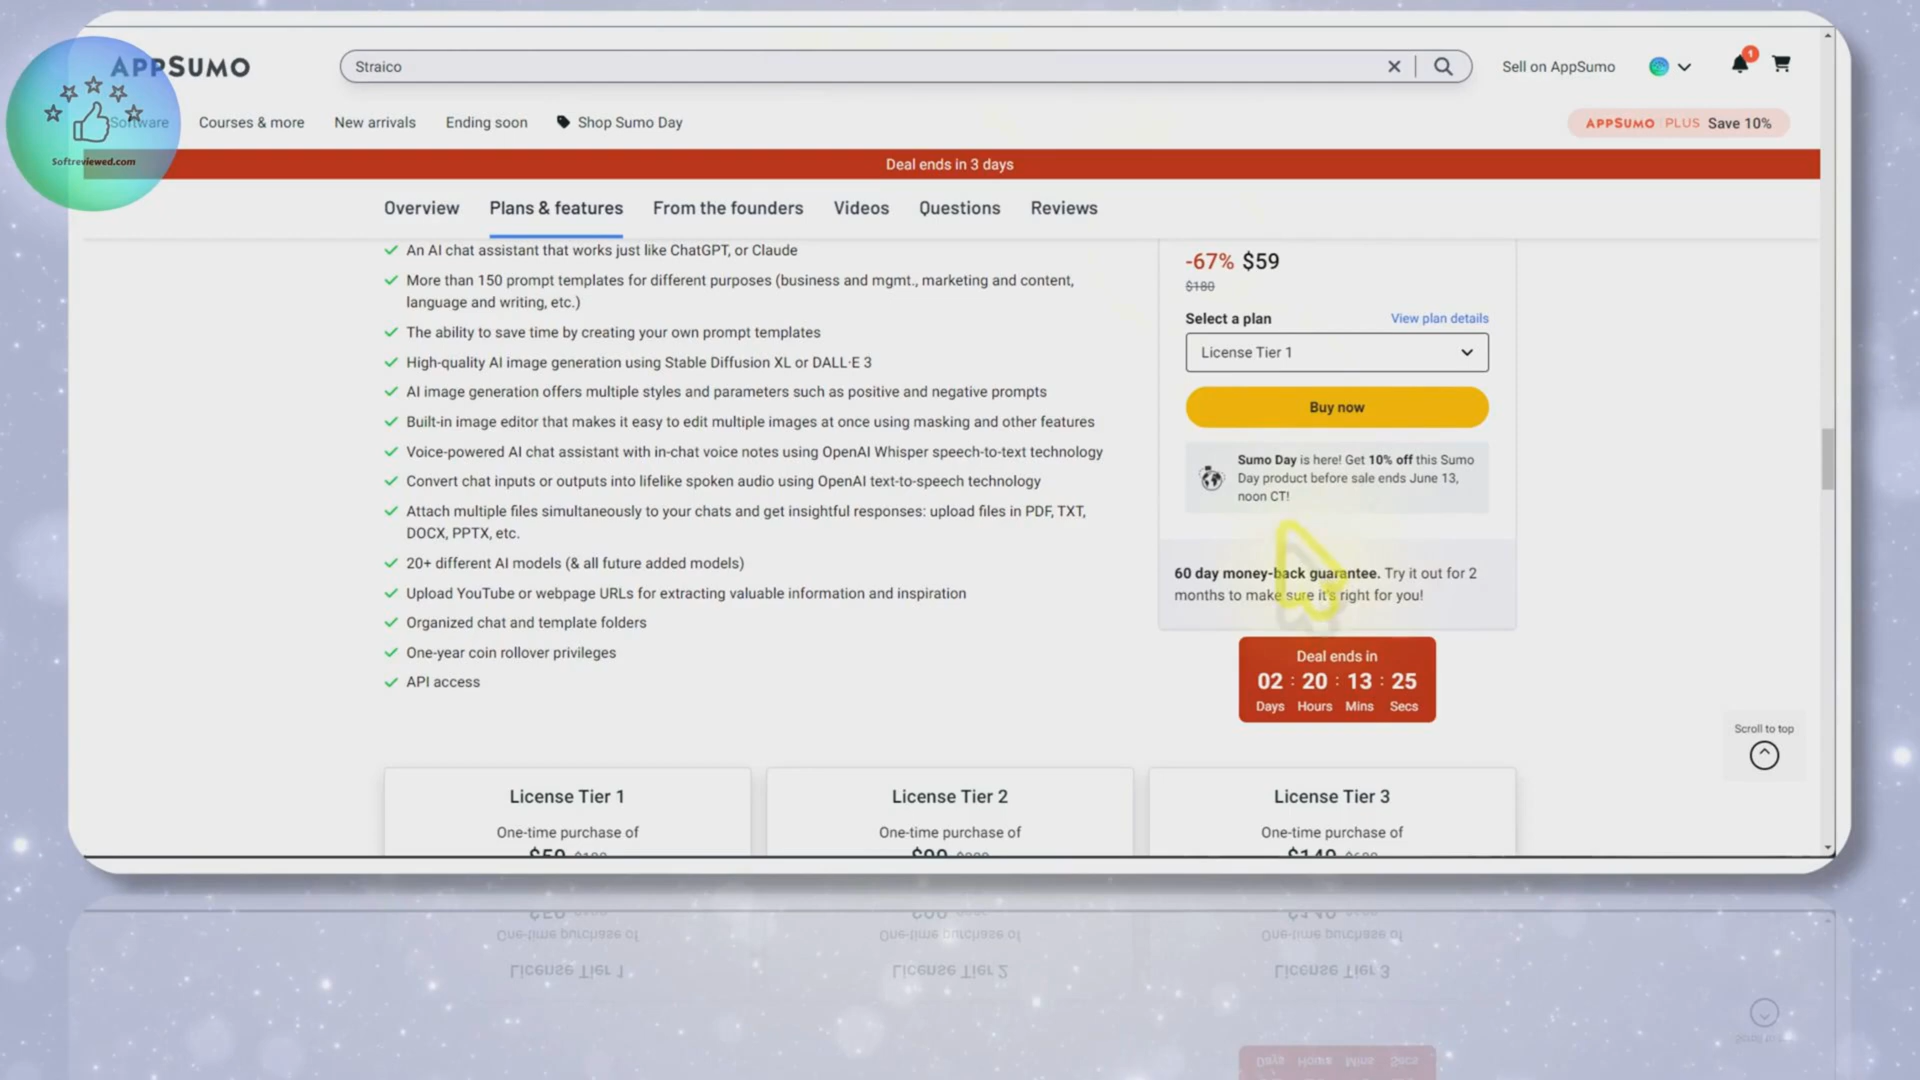 APPSUMO
Straico
Sell on AppSumo
1
Software
Courses & more
New arrivals
Ending soon
Shop Sumo Day
APPSUMO PLUS Save 10%
Softreviewed.com
Deal ends in 3 days
Overview
Plans & features
From the founders
Videos
Questions
Reviews
An AI chat assistant that works just like ChatGPT, or Claude
More than 150 prompt templates for different purposes (business and mgmt., marketing and content,
language and writing, etc.)
The ability to save time by creating your own prompt templates
High-quality AI image generation using Stable Diffusion XL or DALL·E 3
AI image generation offers multiple styles and parameters such as positive and negative prompts
Built-in image editor that makes it easy to edit multiple images at once using masking and other features
Voice-powered AI chat assistant with in-chat voice notes using OpenAI Whisper speech-to-text technology
Convert chat inputs or outputs into lifelike spoken audio using OpenAI text-to-speech technology
Attach multiple files simultaneously to your chats and get insightful responses: upload files in PDF, TXT,
DOCX, PPTX, etc.
20+ different AI models (& all future added models)
Upload YouTube or webpage URLs for extracting valuable information and inspiration
Organized chat and template folders
One-year coin rollover privileges
API access
-67% $59
$180
Select a plan
View plan details
License Tier 1
Buy now
Sumo Day is here! Get 10% off this Sumo
Day product before sale ends June 13,
noon CT!
60 day money-back guarantee. Try it out for 2
months to make sure it's right for you!
Deal ends in
02 : 20 : 13 : 25
Days Hours Mins Secs
Scroll to top
License Tier 1
One-time purchase of
License Tier 2
One-time purchase of
License Tier 3
One-time purchase of